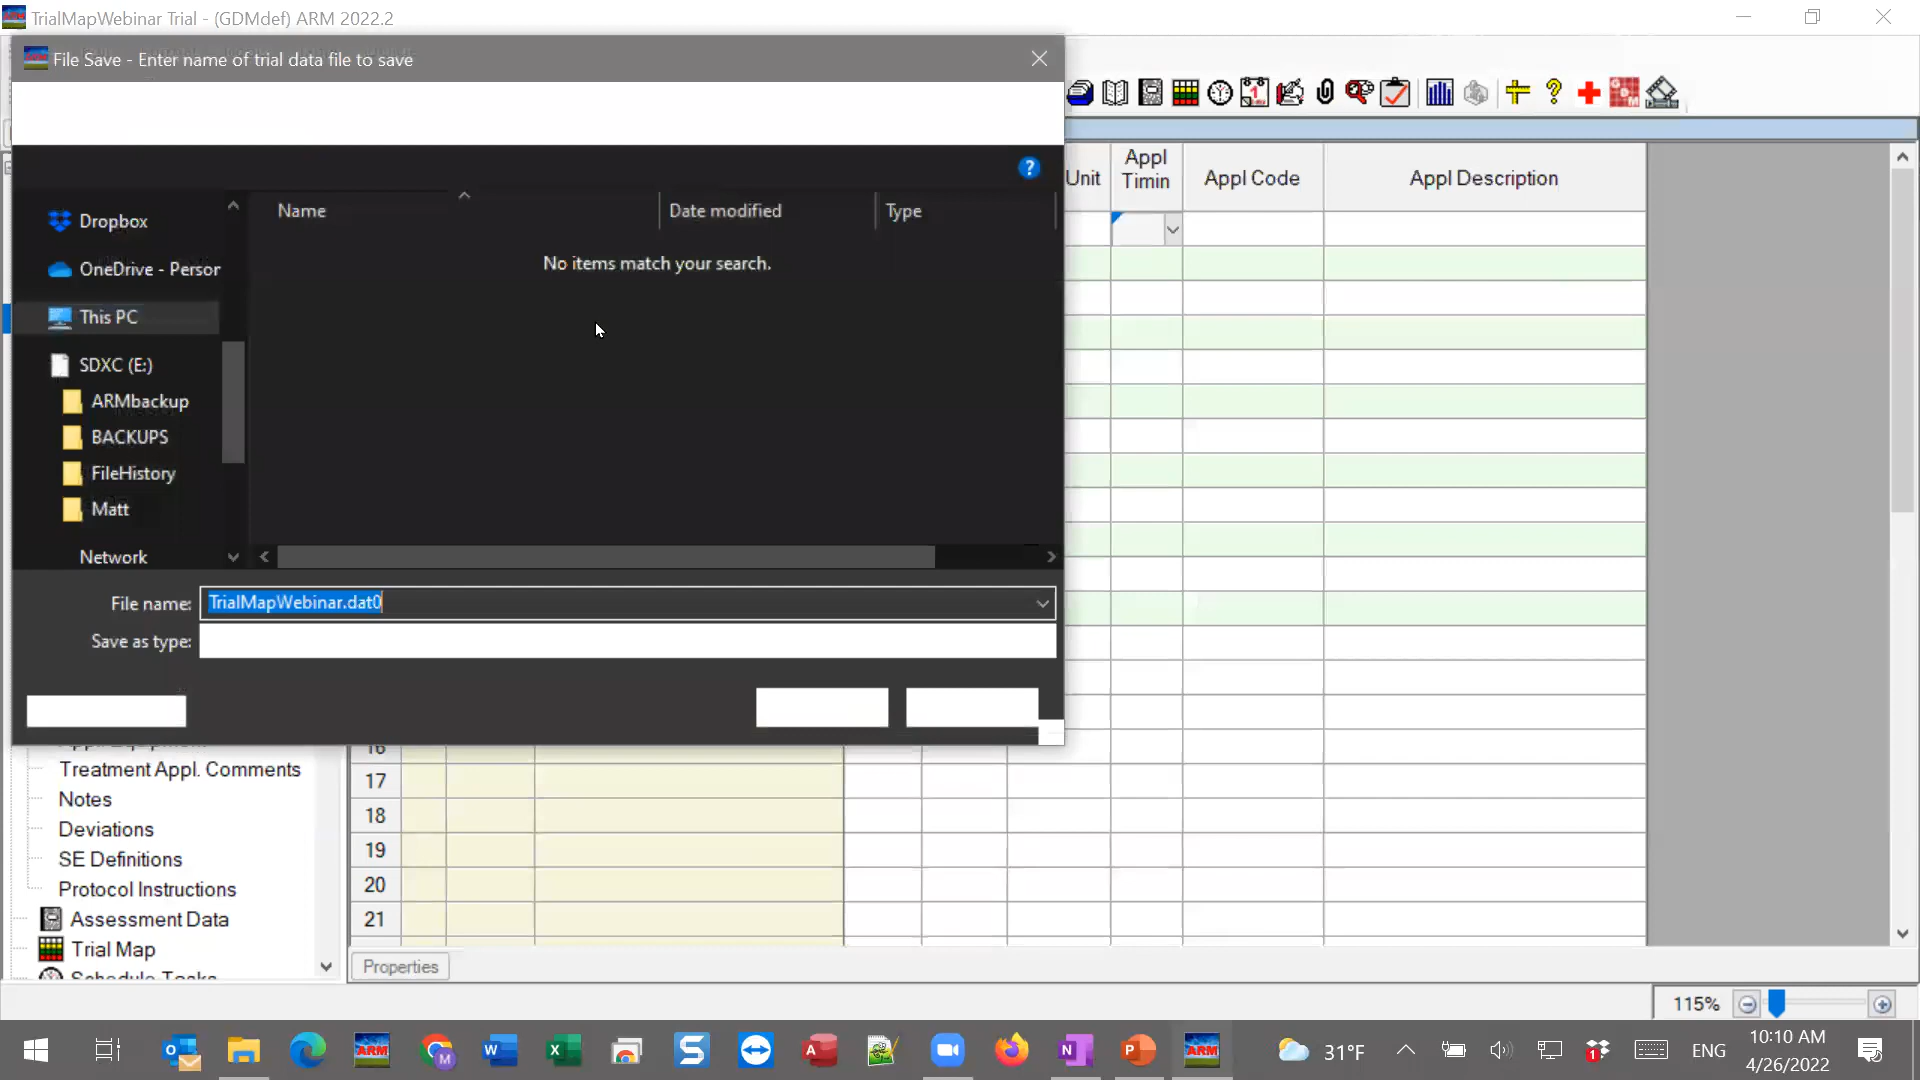 TrialMapWebinar Trial - (GDMdef) ARM 2022.2
File Save - Enter name of trial data file to save
Name
Date modified
Type
No items match your search.
Dropbox
OneDrive - Person
This PC
SDXC (E:)
ARMbackup
BACKUPS
FileHistory
Matt
Network
File name:
TrialMapWebinar.dat0
Save as type:
Unit
Appl
Timin
Appl Code
Appl Description
16
17
18
19
20
21
Treatment Appl. Comments
Notes
Deviations
SE Definitions
Protocol Instructions
Assessment Data
Trial Map
Schedule Tasks
Properties
115%
31°F
ENG
10:10 AM
4/26/2022